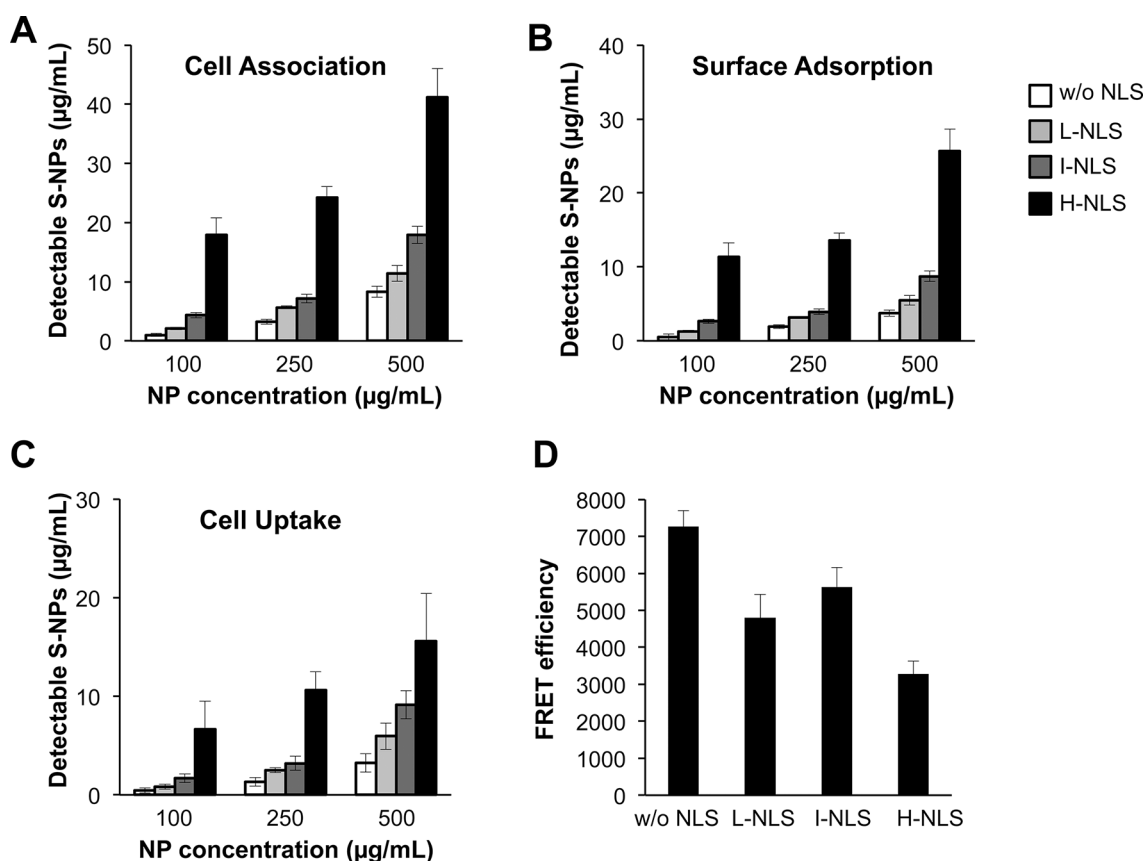 A
Cell Association
Detectable S-NPs (µg/mL)
50
40
30
20
10
0
100 250 500
NP concentration (µg/mL)
B
Surface Adsorption
Detectable S-NPs (µg/mL)
40
30
20
10
0
100 250 500
NP concentration (µg/mL)
w/o NLS
L-NLS
I-NLS
H-NLS
C
Cell Uptake
Detectable S-NPs (µg/mL)
30
20
10
0
100 250 500
NP concentration (µg/mL)
D
FRET efficiency
8000
7000
6000
5000
4000
3000
2000
1000
0
w/o NLS L-NLS I-NLS H-NLS